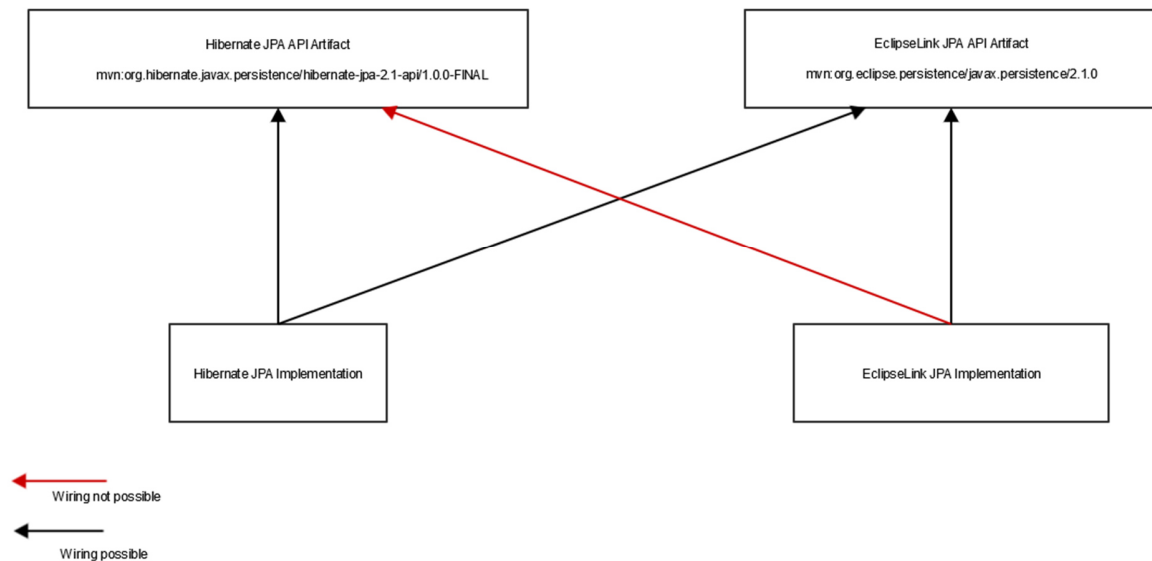 Hibernate JPA API Artifact
mvn:org.hibernate.javax.persistence/hibernate-jpa-2.1-api/1.0.0-FINAL
EclipseLink JPA API Artifact
mvn:org.eclipse.persistence/javax.persistence/2.1.0
Hibernate JPA Implementation
EclipseLink JPA Implementation
Wiring not possible
Wiring possible